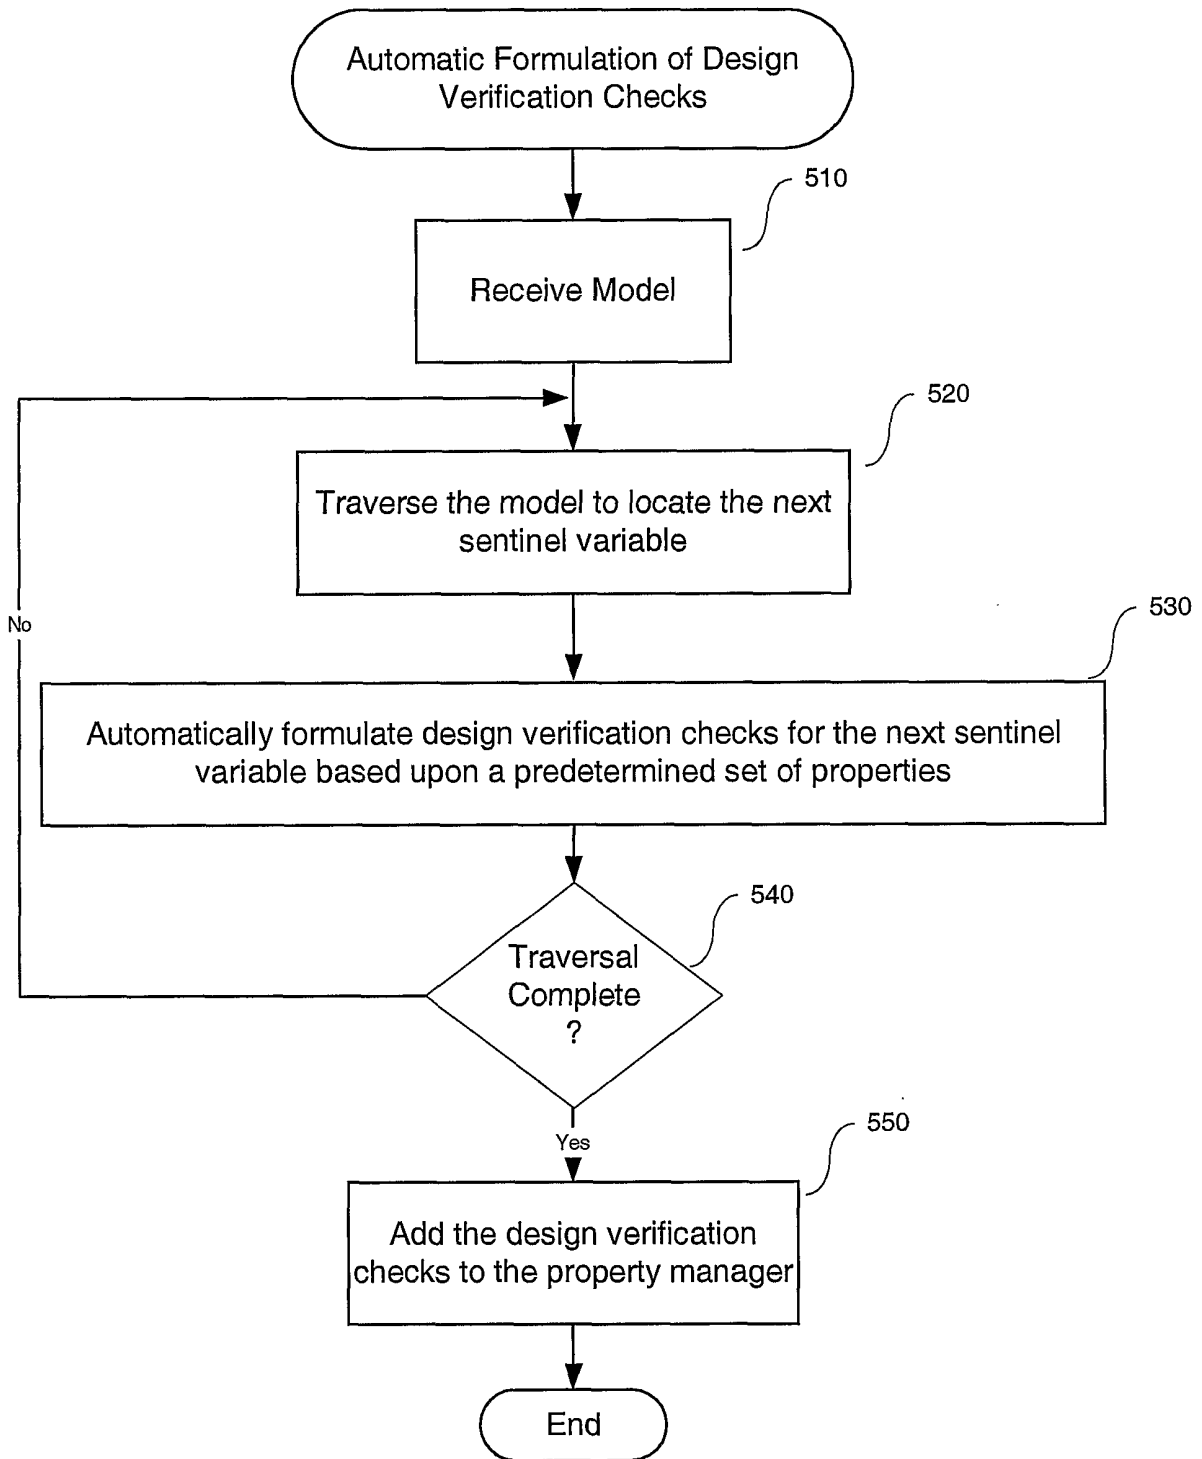 Automatic Formulation of Design
Verification Checks
510
Receive Model
520
Traverse the model to locate the next
sentinel variable
No
530
Automatically formulate design verification checks for the next sentinel
variable based upon a predetermined set of properties
540
Traversal
Complete
?
Yes
550
Add the design verification
checks to the property manager
End